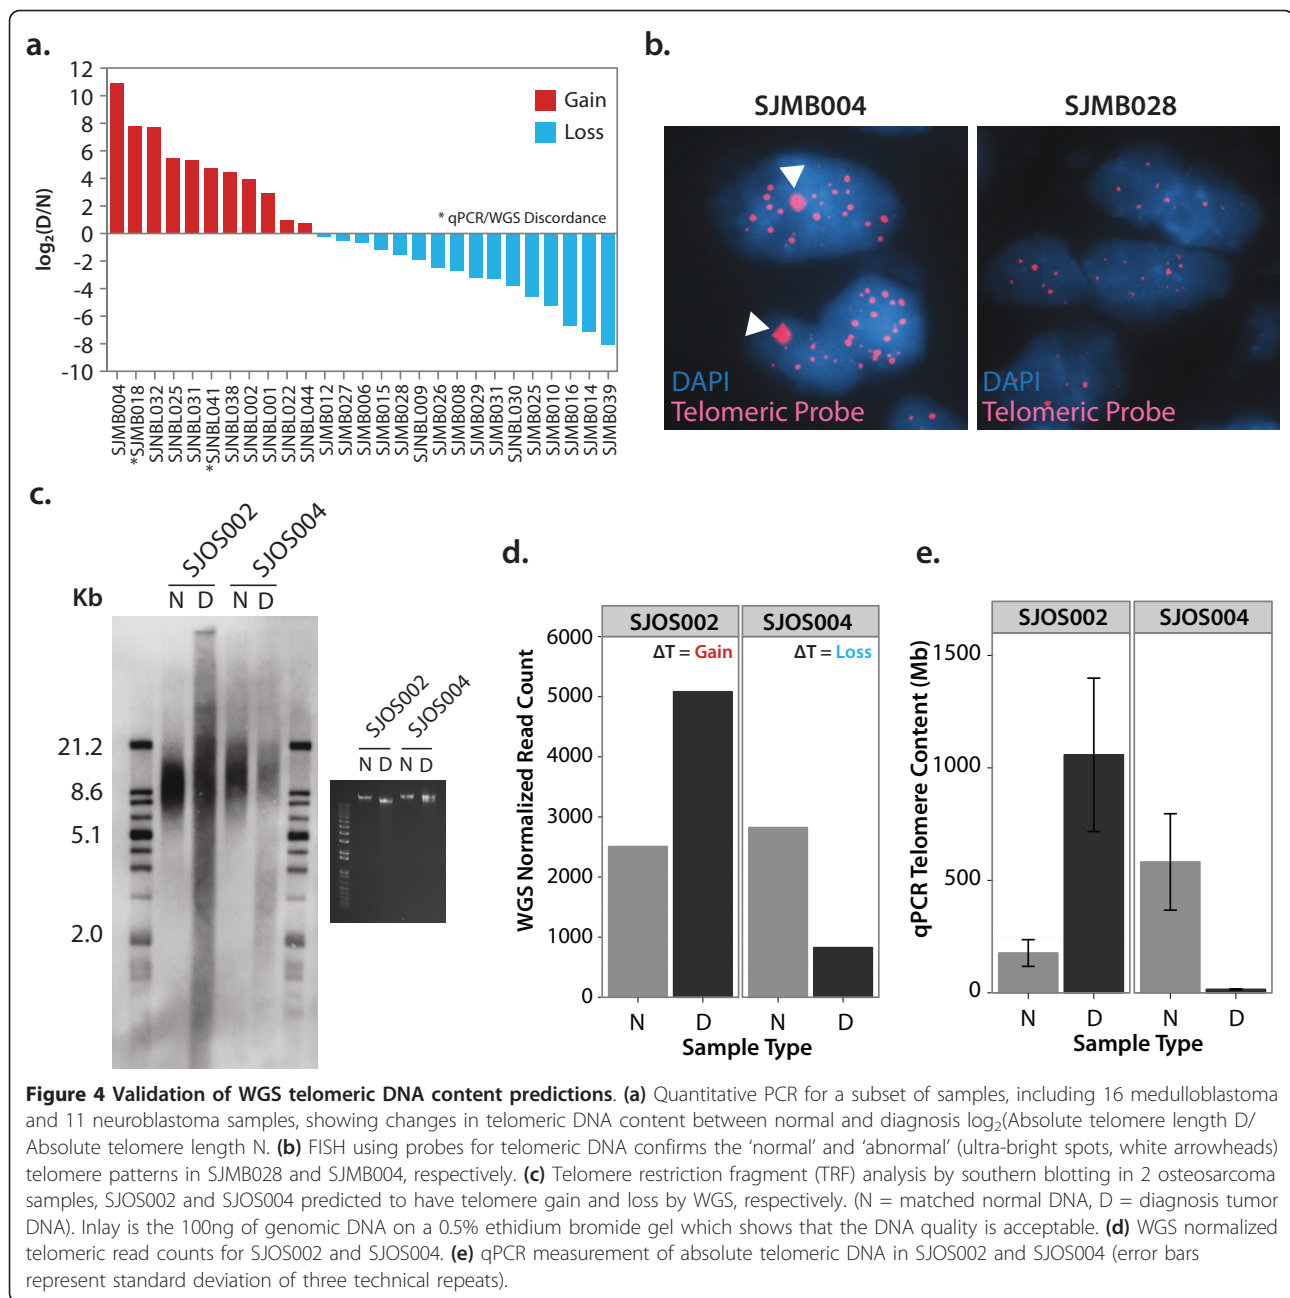 a.
12
10
8
6
4
2
0
-2
-4
-6
-8
-10
log2(D/N)
Gain
Loss
* qPCR/WGS Discordance
SJMB004
*SJMB018
SJNBL032
SJNBL025
SJNBL031
*SJNBL041
SJNBL038
SJNBL002
SJNBL001
SJNBL022
SJNBL044
SJMB012
SJMB027
SJMB006
SJMB015
SJMB028
SJNBL009
SJMB026
SJMB008
SJMB029
SJMB031
SJNBL030
SJMB025
SJMB010
SJMB016
SJMB014
SJMB039
b.
SJMB004
SJMB028
DAPI
Telomeric Probe
DAPI
Telomeric Probe
c.
SJOS002
SJOS004
Kb
N D N D
21.2
8.6
5.1
2.0
SJOS002
SJOS004
N D N D
d.
SJOS002
SJOS004
ΔT = Gain
ΔT = Loss
WGS Normalized Read Count
6000
5000
4000
3000
2000
1000
0
N D N D
Sample Type
e.
SJOS002
SJOS004
qPCR Telomere Content (Mb)
1500
1000
500
0
N D N D
Sample Type
Figure 4 Validation of WGS telomeric DNA content predictions. (a) Quantitative PCR for a subset of samples, including 16 medulloblastoma
and 11 neuroblastoma samples, showing changes in telomeric DNA content between normal and diagnosis log2(Absolute telomere length D/
Absolute telomere length N. (b) FISH using probes for telomeric DNA confirms the ‘normal’ and ‘abnormal’ (ultra-bright spots, white arrowheads)
telomere patterns in SJMB028 and SJMB004, respectively. (c) Telomere restriction fragment (TRF) analysis by southern blotting in 2 osteosarcoma
samples, SJOS002 and SJOS004 predicted to have telomere gain and loss by WGS, respectively. (N = matched normal DNA, D = diagnosis tumor
DNA). Inlay is the 100ng of genomic DNA on a 0.5% ethidium bromide gel which shows that the DNA quality is acceptable. (d) WGS normalized
telomeric read counts for SJOS002 and SJOS004. (e) qPCR measurement of absolute telomeric DNA in SJOS002 and SJOS004 (error bars
represent standard deviation of three technical repeats).